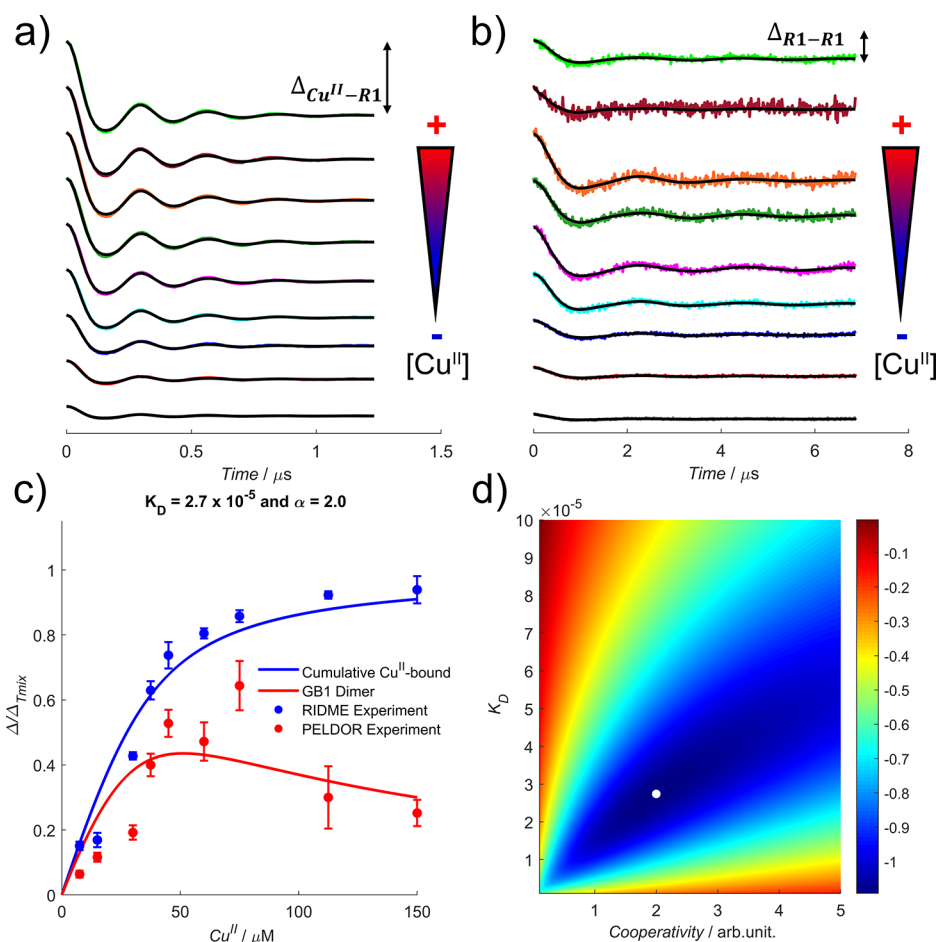 a)
Δ_{Cu^{II}−R1}
+
-
[Cu^{II}]
0
0.5
1
1.5
Time / μs
b)
Δ_{R1−R1}
+
-
[Cu^{II}]
0
2
4
6
8
Time / μs
c)
K_D = 2.7 x 10^{-5} and α = 2.0
1
0.8
0.6
0.4
0.2
0
Δ/Δ_{Tmix}
Cumulative Cu^{II}-bound
GB1 Dimer
RIDME Experiment
PELDOR Experiment
0
50
100
150
Cu^{II} / μM
d)
×10^{-5}
10
9
8
7
6
5
4
3
2
1
K_D
1
2
3
4
5
Cooperativity / arb.unit.
-0.1
-0.2
-0.3
-0.4
-0.5
-0.6
-0.7
-0.8
-0.9
-1